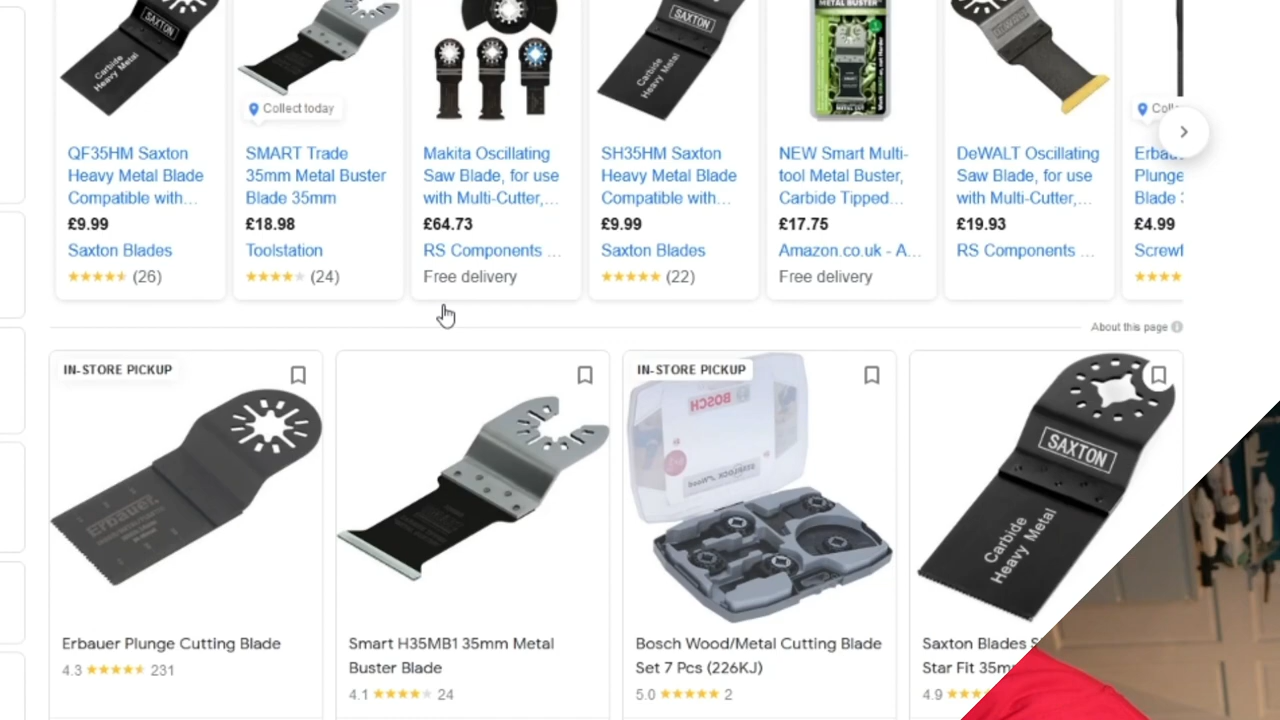 SAXTON
Carbide
Heavy Metal
SAXTON
Carbide
Heavy Metal
METAL BUSTER
DEWALT
Collect today
QF35HM Saxton
Heavy Metal Blade
Compatible with...
£9.99
Saxton Blades
(26)
SMART Trade
35mm Metal Buster
Blade 35mm
£18.98
Toolstation
(24)
Makita Oscillating
Saw Blade, for use
with Multi-Cutter,...
£64.73
RS Components ...
Free delivery
SH35HM Saxton
Heavy Metal Blade
Compatible with...
£9.99
Saxton Blades
(22)
NEW Smart Multi-
tool Metal Buster,
Carbide Tipped...
£17.75
Amazon.co.uk - A...
Free delivery
DeWALT Oscillating
Saw Blade, for use
with Multi-Cutter,...
£19.93
RS Components ...
Plunge
Blade
£4.99
About this page
IN-STORE PICKUP
Erbauer
Erbauer Plunge Cutting Blade
4.3 231
Smart H35MB1 35mm Metal
Buster Blade
4.1 24
IN-STORE PICKUP
BOSCH
Bosch Wood/Metal Cutting Blade
Set 7 Pcs (226KJ)
5.0 2
SAXTON
Carbide
Heavy Metal
Saxton Blades
Star Fit 35m
4.9